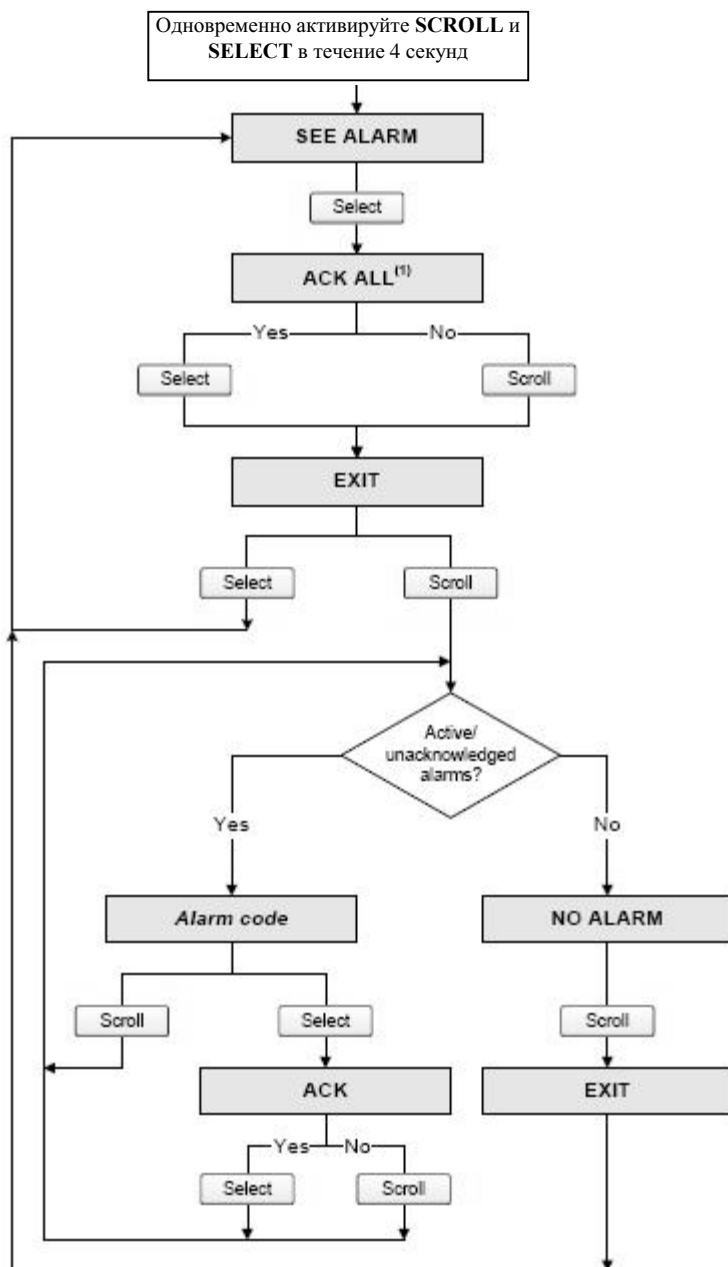 Одновременно активируйте SCROLL и
SELECT в течение 4 секунд
SEE ALARM
Select
ACK ALL(1)
Yes
No
Select
Scroll
EXIT
Select
Scroll
Active/
unacknowledged
alarms?
Yes
No
Alarm code
NO ALARM
Scroll
Select
Scroll
ACK
EXIT
Yes
No
Select
Scroll